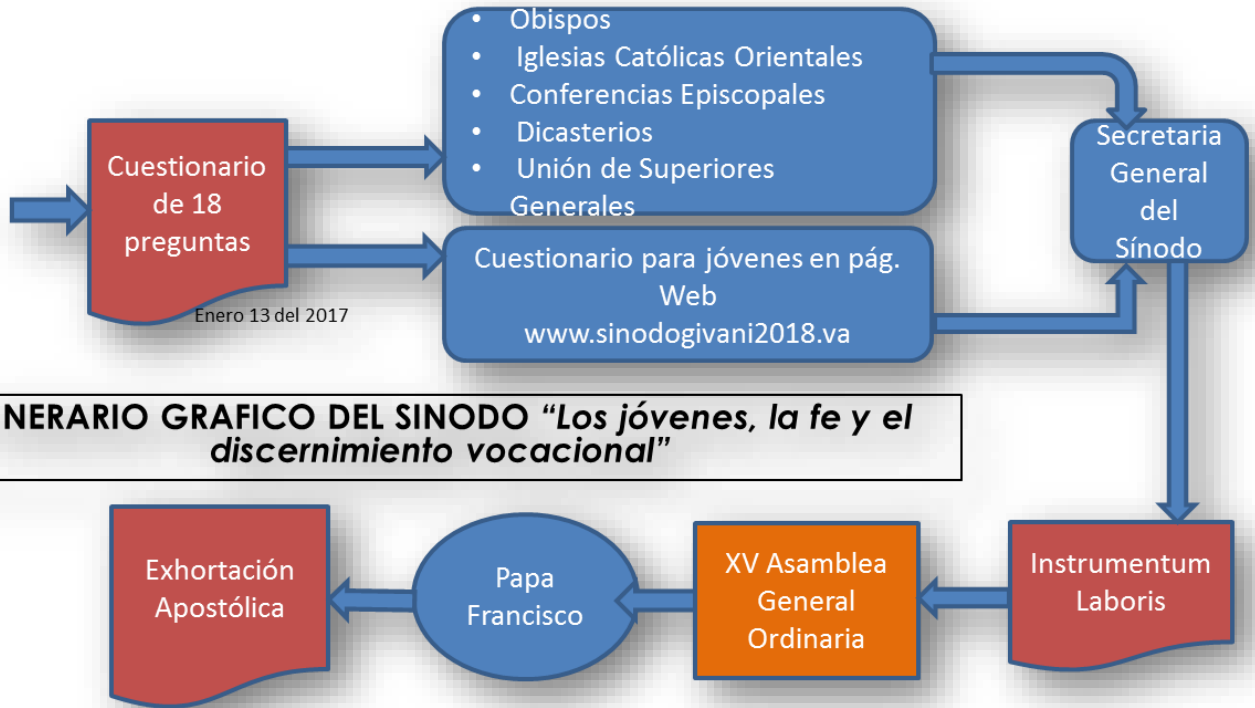 • Obispos
• Iglesias Católicas Orientales
• Conferencias Episcopales
• Dicasterios
• Unión de Superiores
Generales
Cuestionario
de 18
preguntas
Enero 13 del 2017
Cuestionario para jóvenes en pág.
Web
www.sinodogivani2018.va
Secretaria
General
del
Sínodo
NERARIO GRAFICO DEL SINODO “Los jóvenes, la fe y el
discernimiento vocacional”
Exhortación
Apostólica
Papa
Francisco
XV Asamblea
General
Ordinaria
Instrumentum
Laboris